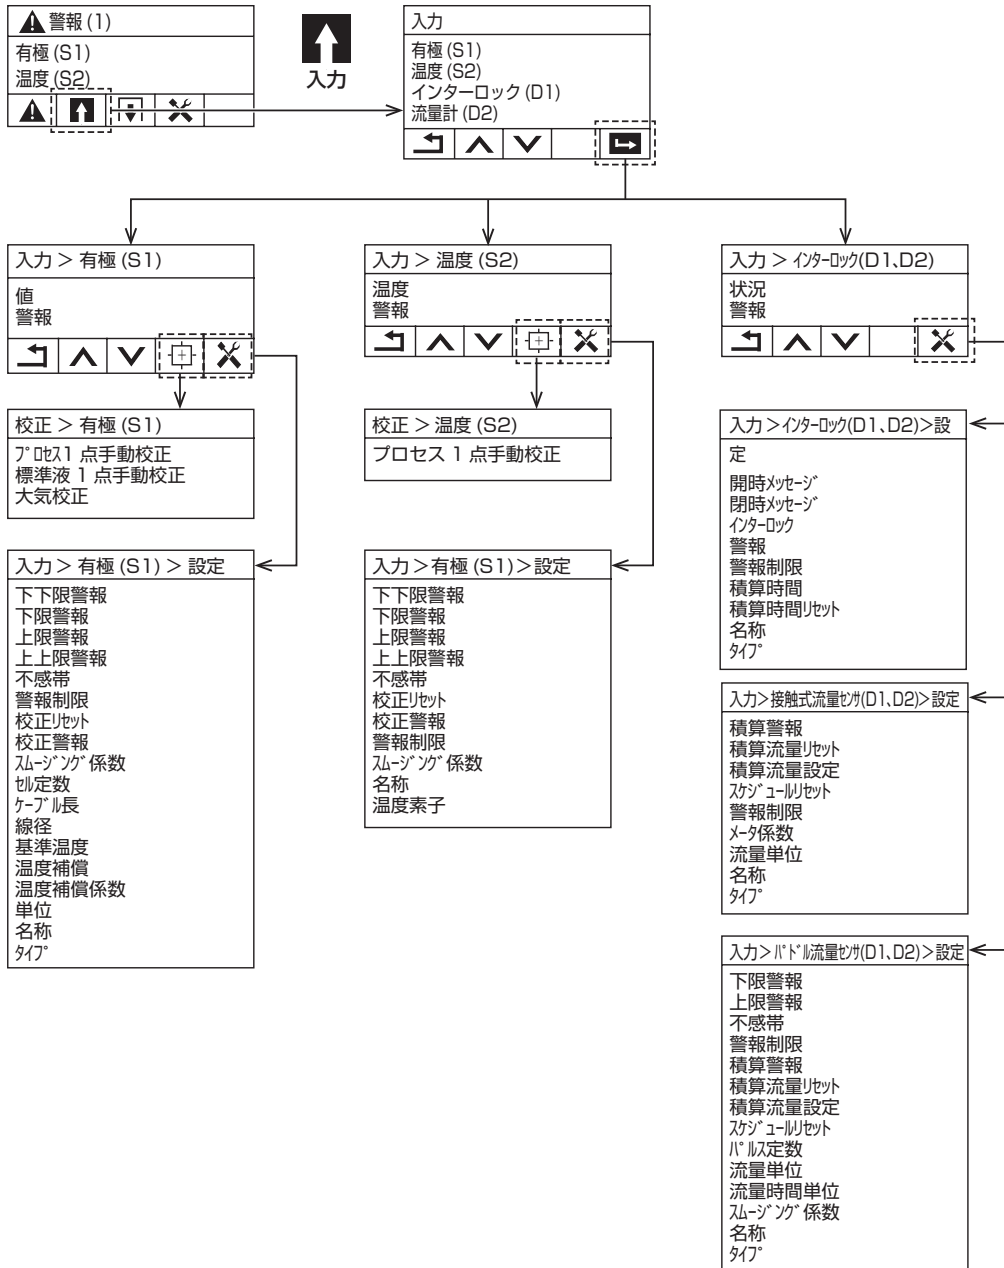 警報 (1)
有極 (S1)
温度 (S2)
入力
入力
有極 (S1)
温度 (S2)
インターロック (D1)
流量計 (D2)
入力 > 有極 (S1)
値
警報
校正 > 有極 (S1)
プロセス1 点手動校正
標準液 1 点手動校正
大気校正
入力 > 有極 (S1) > 設定
下下限警報
下限警報
上限警報
上上限警報
不感帯
警報制限
校正リセット
校正警報
スムージング係数
セル定数
ケーブル長
線径
基準温度
温度補償
温度補償係数
単位
名称
タイプ
入力 > 温度 (S2)
温度
警報
校正 > 温度 (S2)
プロセス 1 点手動校正
入力 > 有極 (S1) > 設定
下下限警報
下限警報
上限警報
上上限警報
不感帯
校正リセット
校正警報
警報制限
スムージング係数
名称
温度素子
入力 > インターロック(D1、D2)
状況
警報
入力 >インターロック(D1、D2)>設
定
開時メッセージ
閉時メッセージ
インターロック
警報
警報制限
積算時間
積算時間リセット
名称
タイプ
入力>接触式流量センサ(D1、D2)>設定
積算警報
積算流量リセット
積算流量設定
スケジュールリセット
警報制限
メータ係数
流量単位
名称
タイプ
入力>パドル流量センサ(D1、D2)>設定
下限警報
上限警報
不感帯
警報制限
積算警報
積算流量リセット
積算流量設定
スケジュールリセット
パルス定数
流量単位
流量時間単位
スムージング係数
名称
タイプ